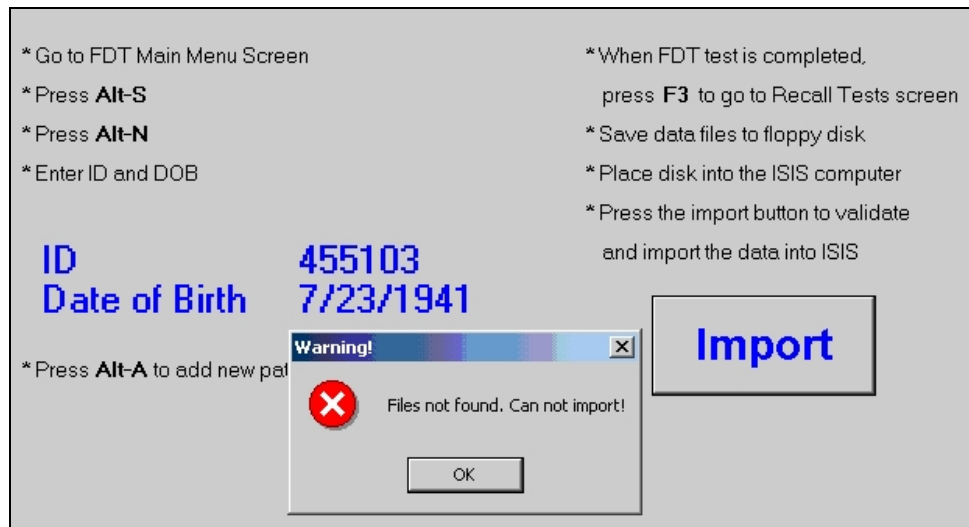 * Go to FDT Main Menu Screen
* Press Alt-S
* Press Alt-N
* Enter ID and DOB
ID 455103
Date of Birth 7/23/1941
* Press Alt-A to add new pat
* When FDT test is completed,
press F3 to go to Recall Tests screen
* Save data files to floppy disk
* Place disk into the ISIS computer
* Press the import button to validate
and import the data into ISIS
Import
Warning!
Files not found. Can not import!
OK